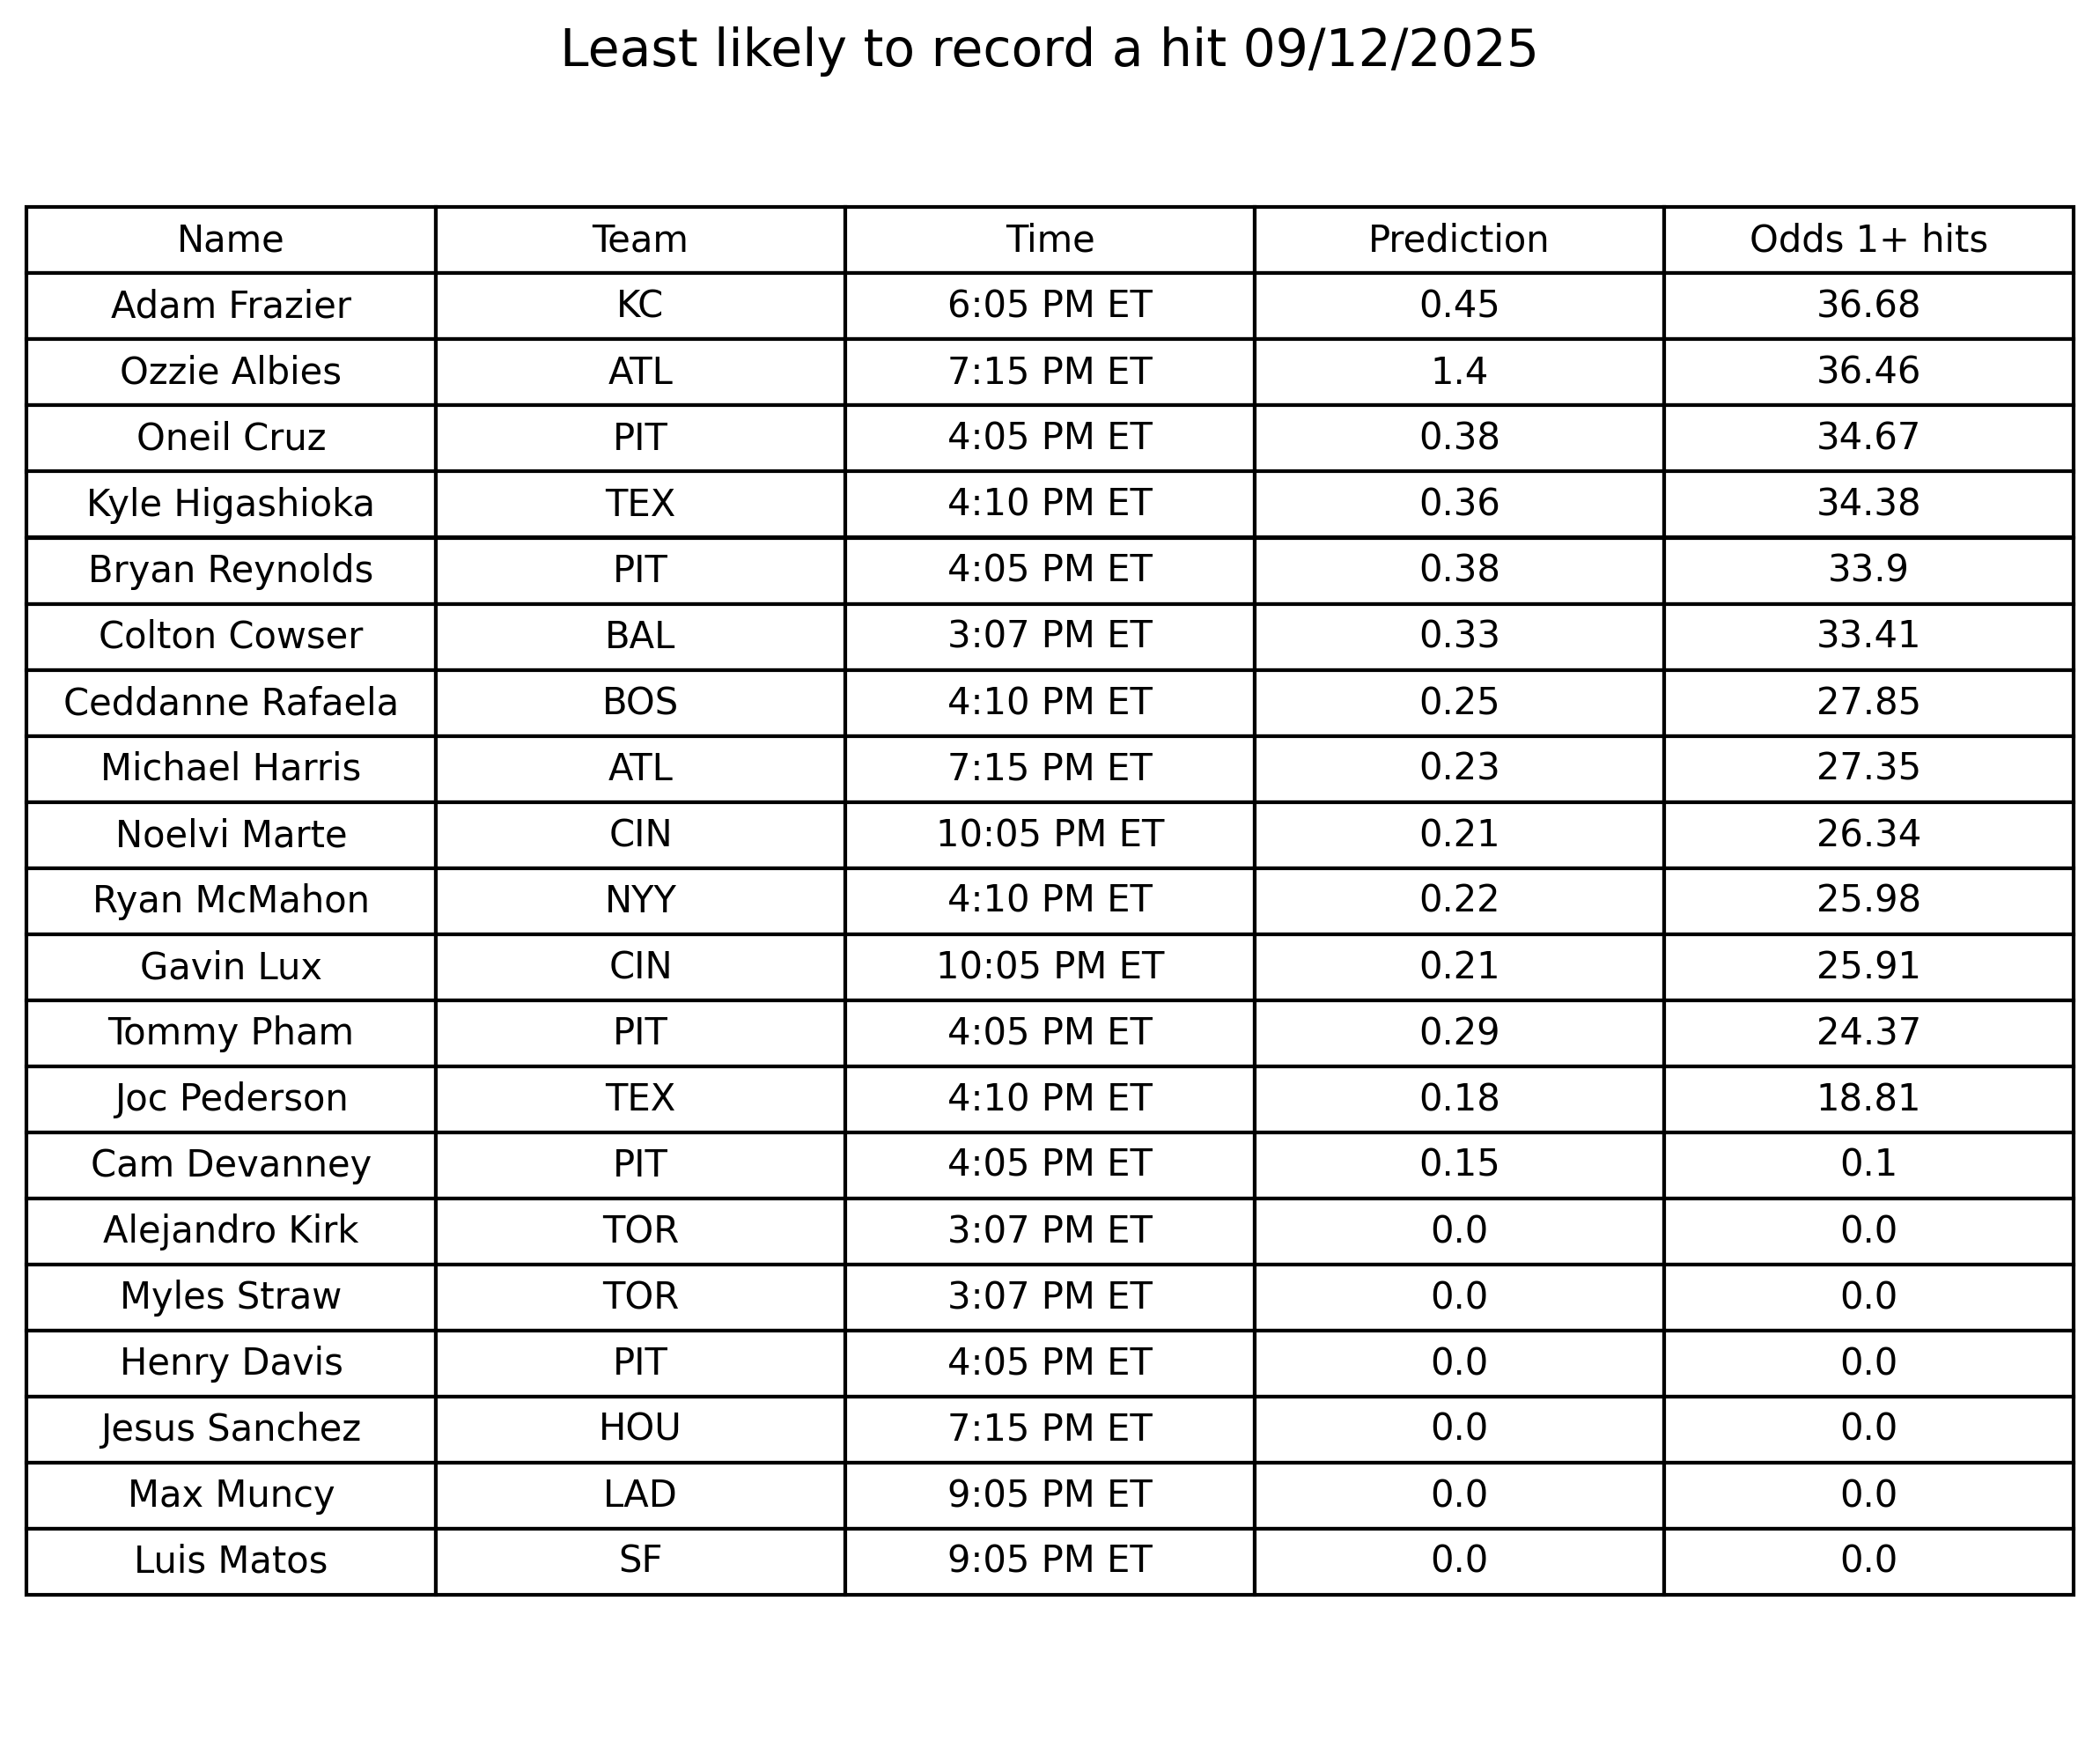 Least likely to record a hit 09/12/2025
Name Team Time Prediction Odds 1+ hits
Adam Frazier KC 6:05 PM ET 0.45 36.68
Ozzie Albies ATL 7:15 PM ET 1.4 36.46
Oneil Cruz PIT 4:05 PM ET 0.38 34.67
Kyle Higashioka TEX 4:10 PM ET 0.36 34.38
Bryan Reynolds PIT 4:05 PM ET 0.38 33.9
Colton Cowser BAL 3:07 PM ET 0.33 33.41
Ceddanne Rafaela BOS 4:10 PM ET 0.25 27.85
Michael Harris ATL 7:15 PM ET 0.23 27.35
Noelvi Marte CIN 10:05 PM ET 0.21 26.34
Ryan McMahon NYY 4:10 PM ET 0.22 25.98
Gavin Lux CIN 10:05 PM ET 0.21 25.91
Tommy Pham PIT 4:05 PM ET 0.29 24.37
Joc Pederson TEX 4:10 PM ET 0.18 18.81
Cam Devanney PIT 4:05 PM ET 0.15 0.1
Alejandro Kirk TOR 3:07 PM ET 0.0 0.0
Myles Straw TOR 3:07 PM ET 0.0 0.0
Henry Davis PIT 4:05 PM ET 0.0 0.0
Jesus Sanchez HOU 7:15 PM ET 0.0 0.0
Max Muncy LAD 9:05 PM ET 0.0 0.0
Luis Matos SF 9:05 PM ET 0.0 0.0